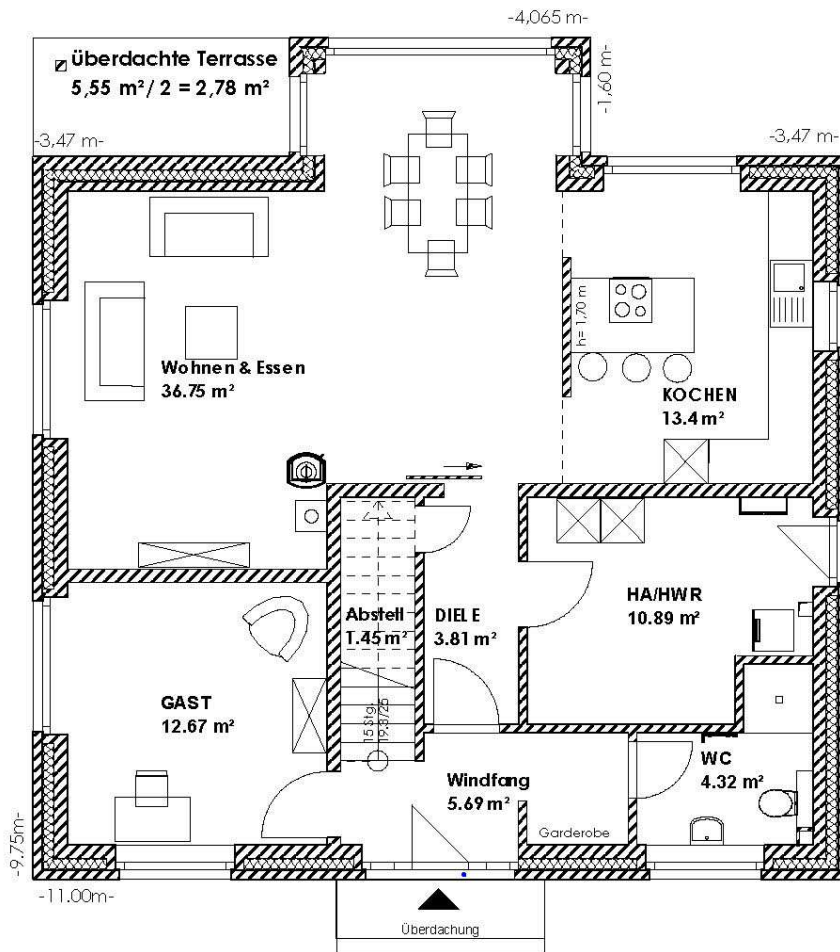 -4,065 m-
Überdachte Terrasse
5,55 m²/ 2 = 2,78 m²
-1,60 m-
-3,47 m-
-3,47 m-
h= 1,70 m
Wohnen & Essen
36.75 m²
KOCHEN
13.4 m²
HA/HWR
10.89 m²
Abstell
1.45 m²
DIELE
3.81 m²
GAST
12.67 m²
15 Stg.
19.8/25
WC
4.32 m²
Windfang
5.69 m²
Garderobe
-9.75m-
-11.00m-
Überdachung